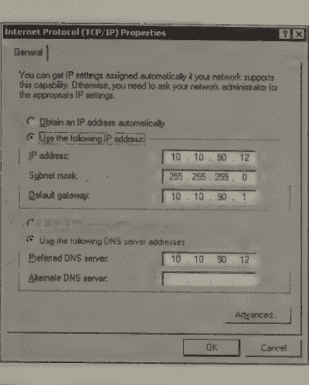 Internet Protocol (TCP/IP) Properties
General
You can get IP settings assigned automatically if your network supports
this capability. Otherwise, you need to ask your network administrator for
the appropriate IP settings.
Obtain an IP address automatically
Use the following IP address:
IP address: 10 . 10 . 90 . 12
Subnet mask: 255 . 255 . 255 . 0
Default gateway: 10 . 10 . 90 . 1
Use the following DNS server addresses
Preferred DNS server: 10 . 10 . 90 . 12
Alternate DNS server: . . .
Advanced...
OK Cancel